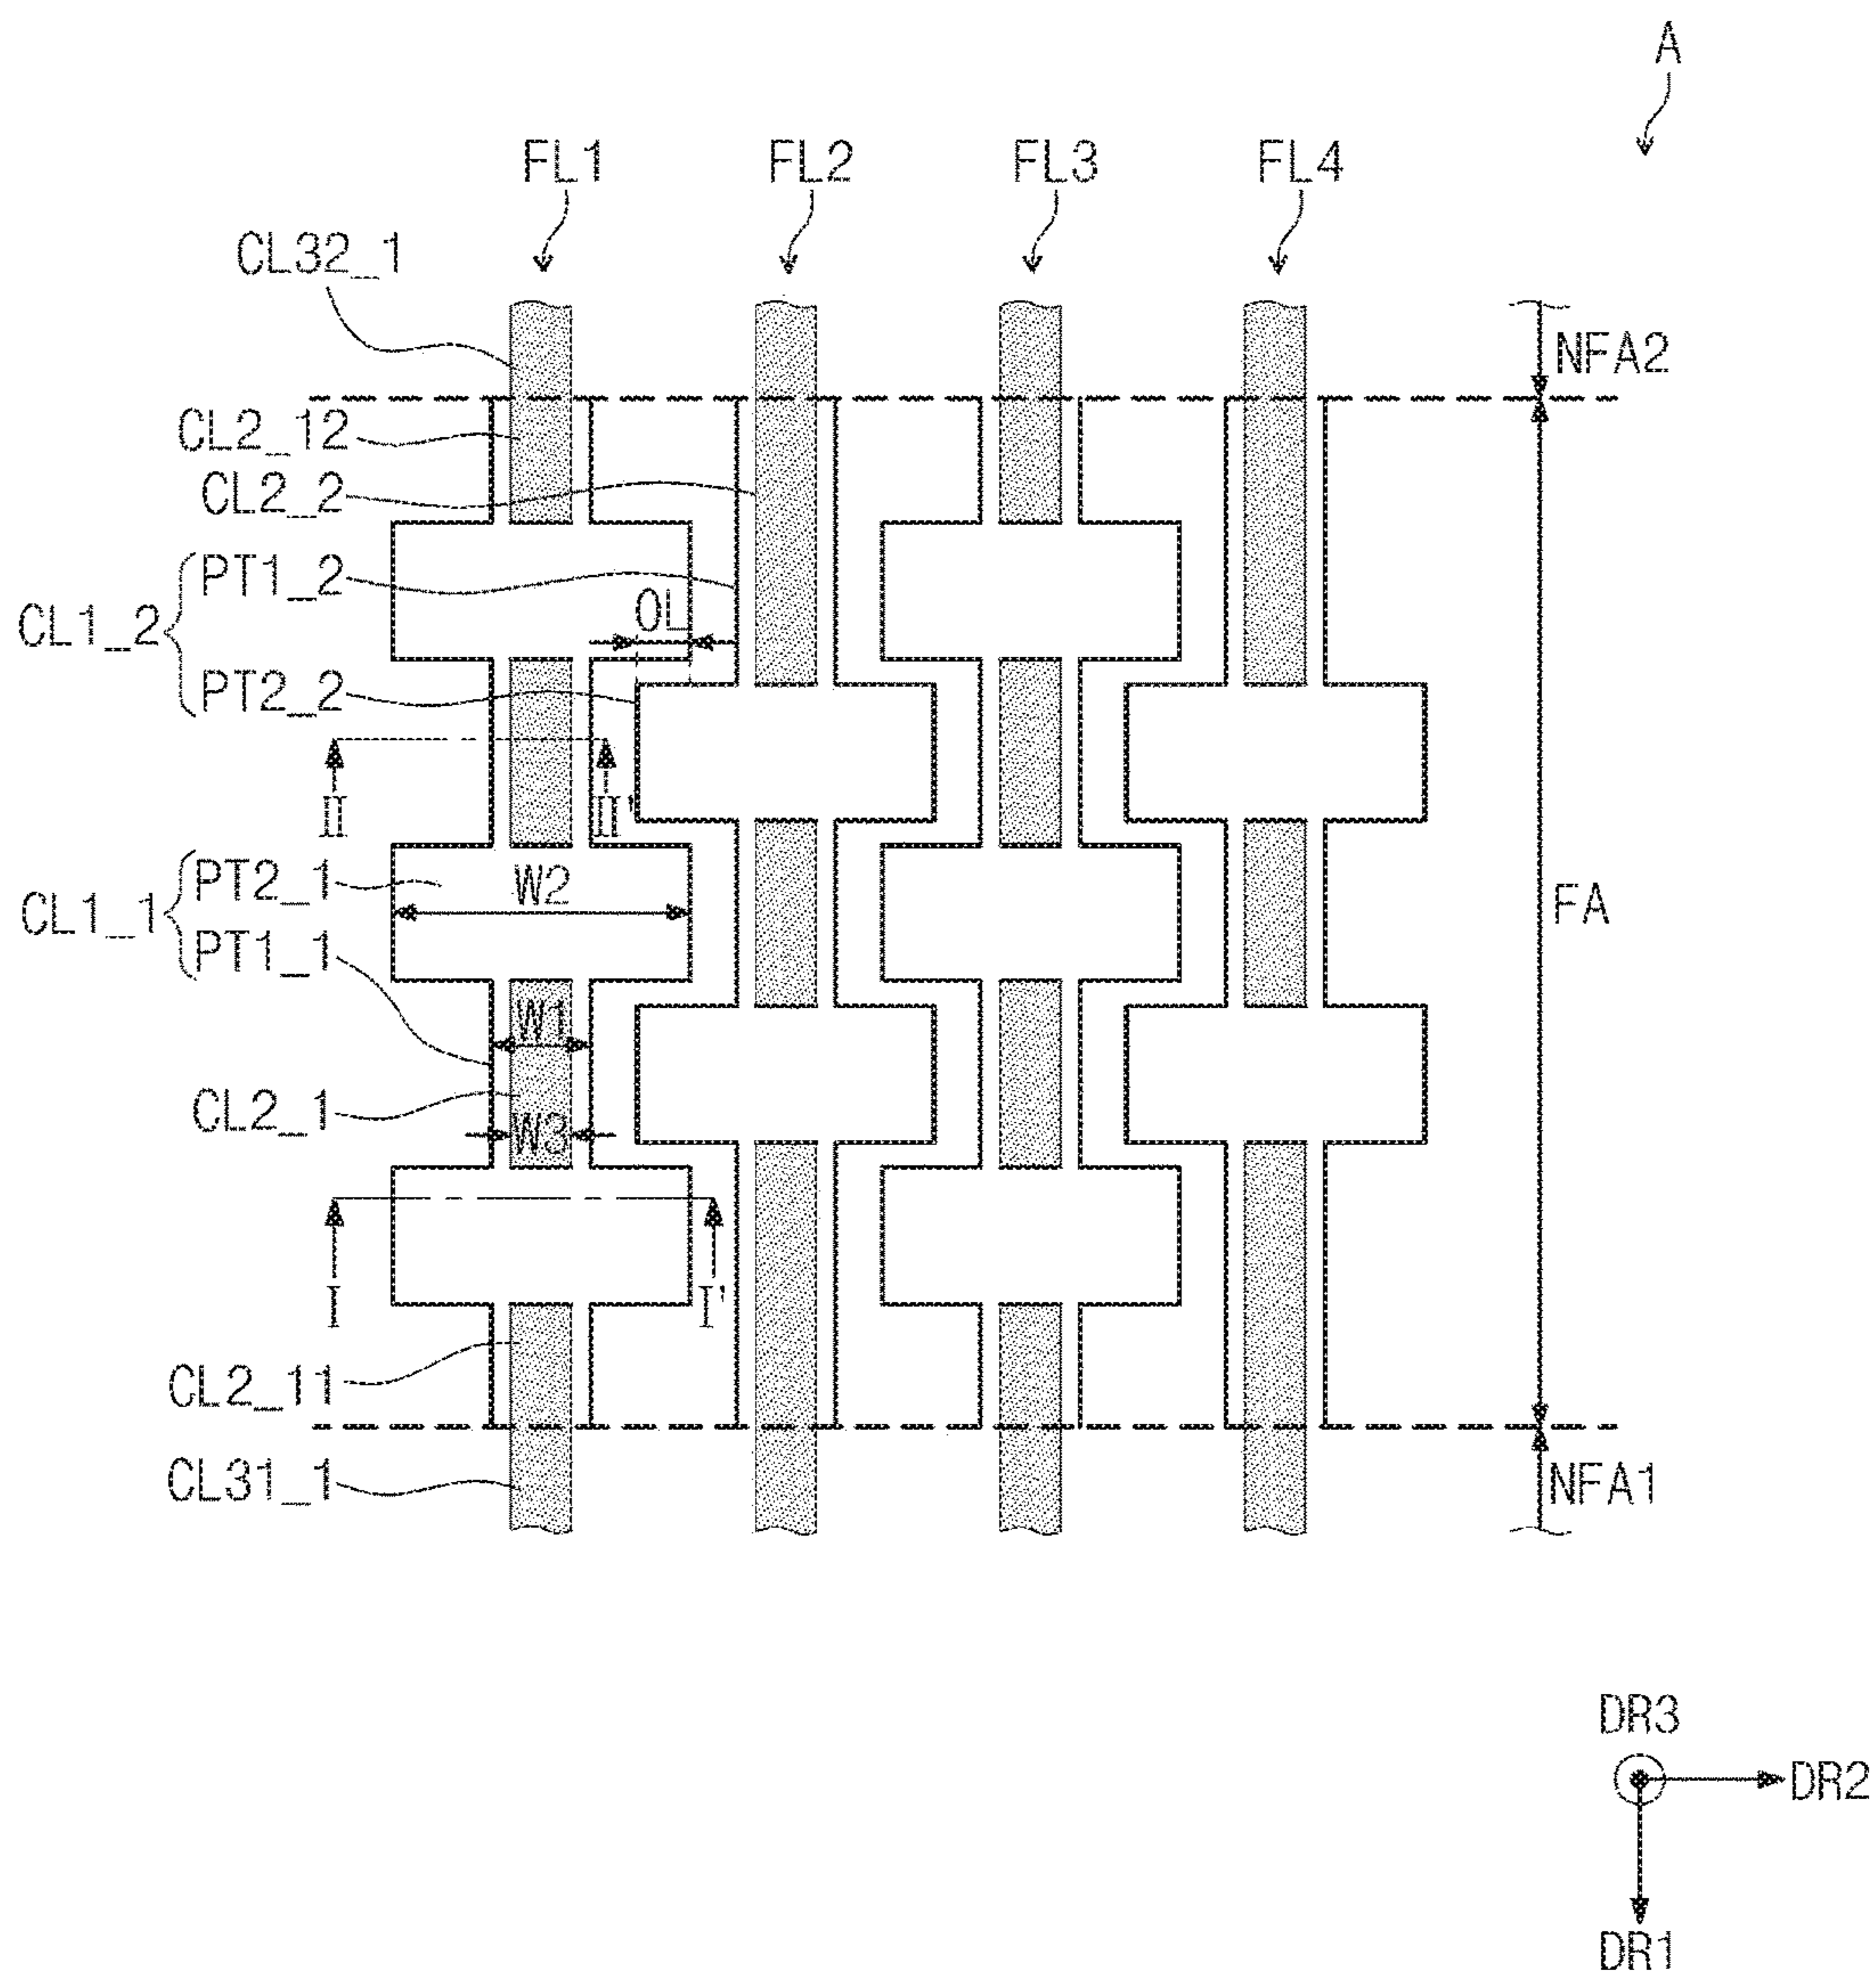 A
FL1 FL2 FL3 FL4
CL32_1
NFA2
CL2_12
CL2_2
PT1_2
OL
CL1_2
PT2_2
II II'
PT2_1
W2
CL1_1
FA
PT1_1
W1
CL2_1
W3
I I'
CL2_11
CL31_1
NFA1
DR3
DR2
DR1